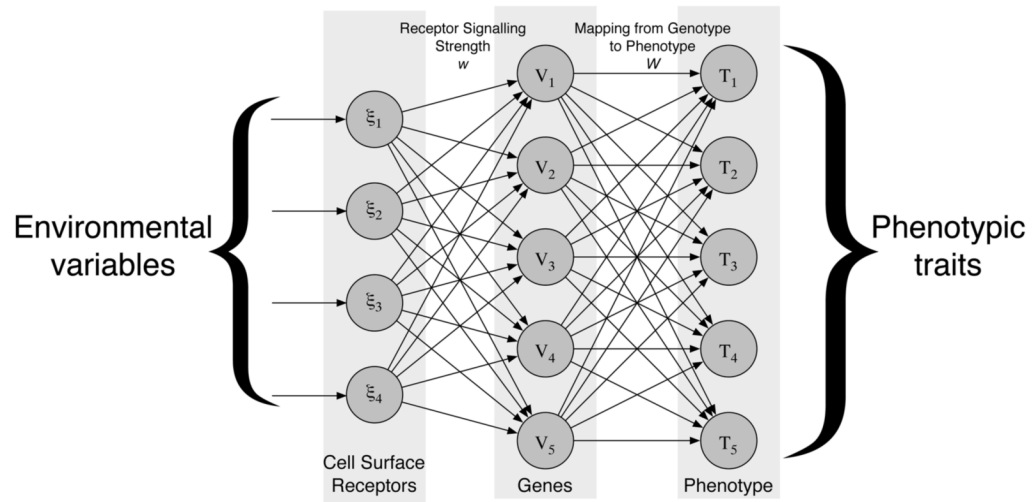 Receptor Signalling
Strength
w
Mapping from Genotype
to Phenotype
W
Environmental
variables
ξ1
ξ2
ξ3
ξ4
V1
V2
V3
V4
V5
T1
T2
T3
T4
T5
Phenotypic
traits
Cell Surface
Receptors
Genes
Phenotype